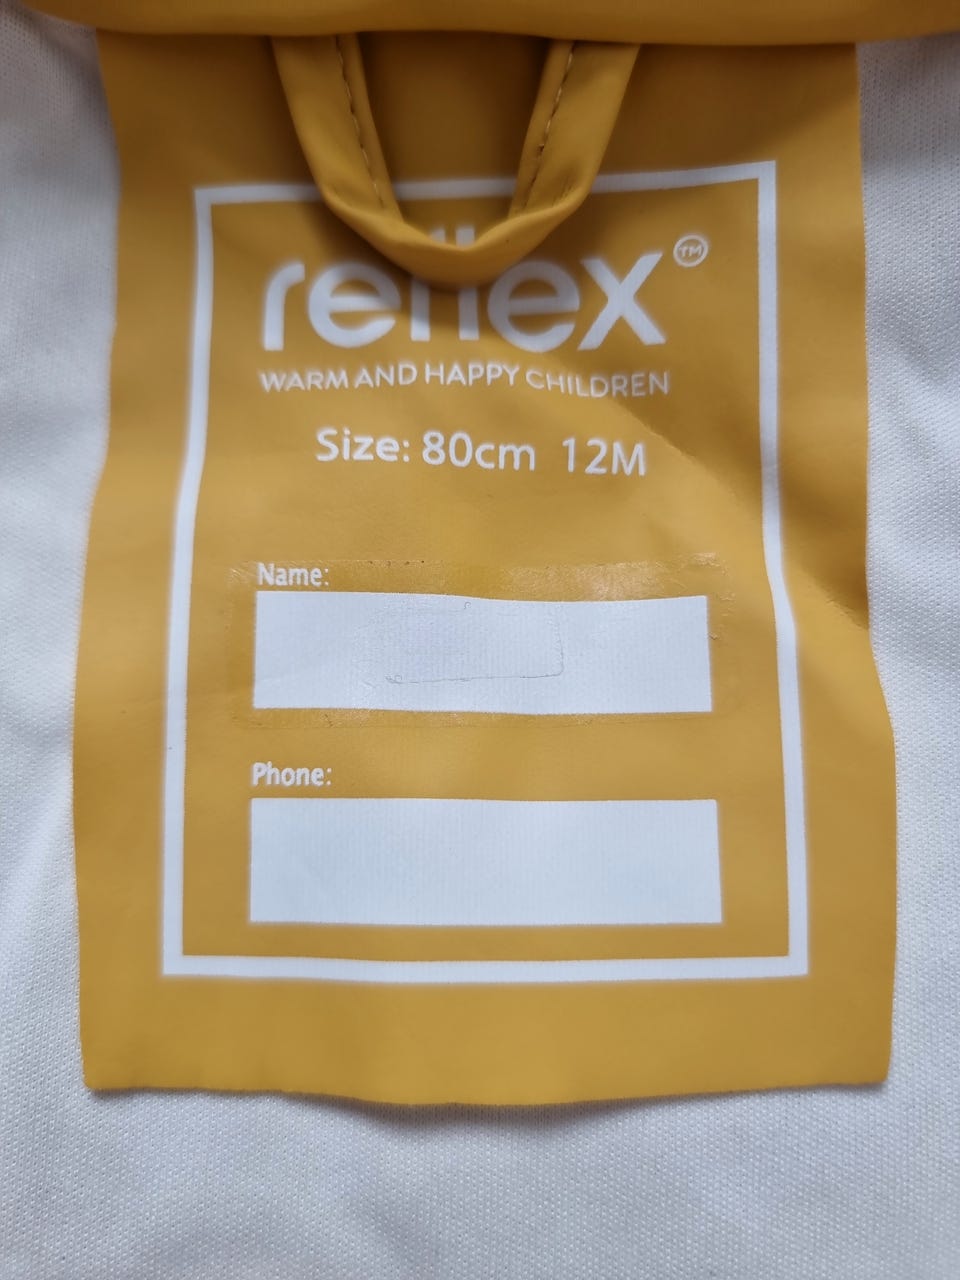 reflex™
WARM AND HAPPY CHILDREN
Size: 80cm 12M
Name:
Phone: